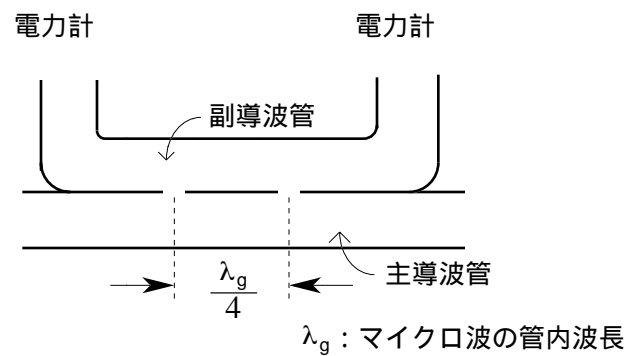 電力計
電力計
副導波管
主導波管
λg
4
λg：マイクロ波の管内波長